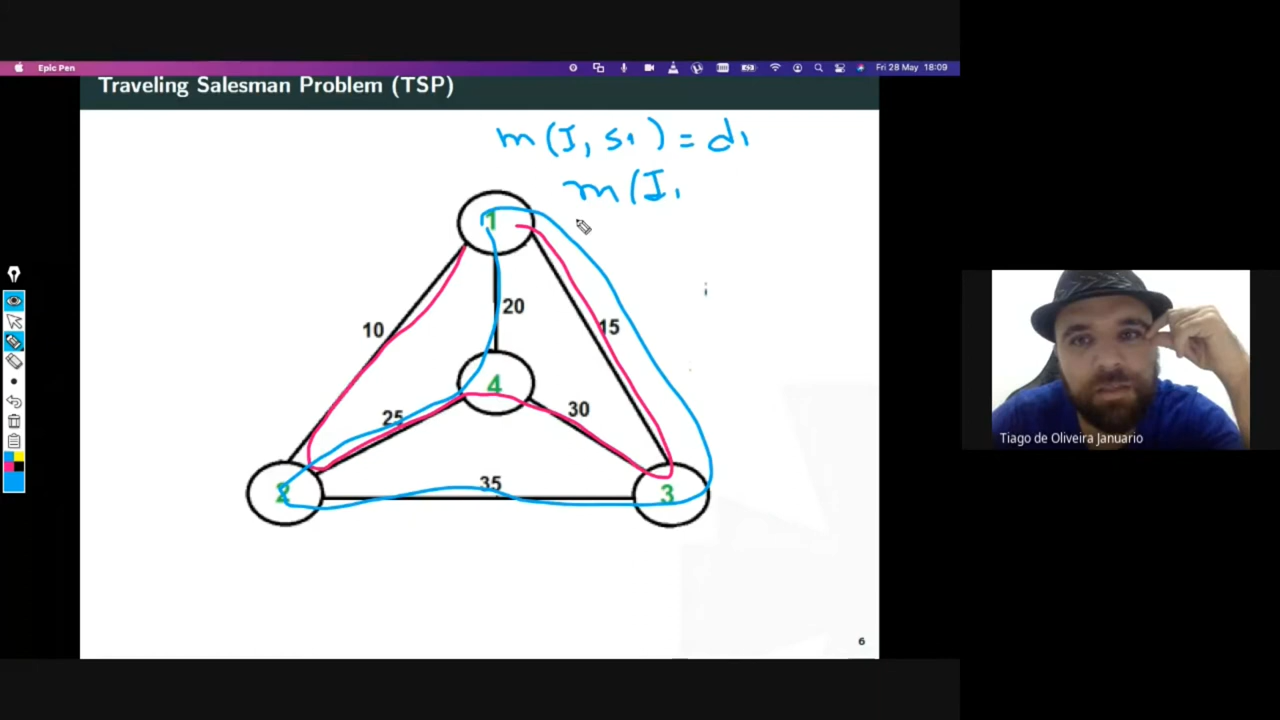 Epic Pen
Fri 28 May 18:09
Traveling Salesman Problem (TSP)
m(I, S1) = d1
m(I,
1
20
10
15
4
25
30
2
35
3
6
Tiago de Oliveira Januario